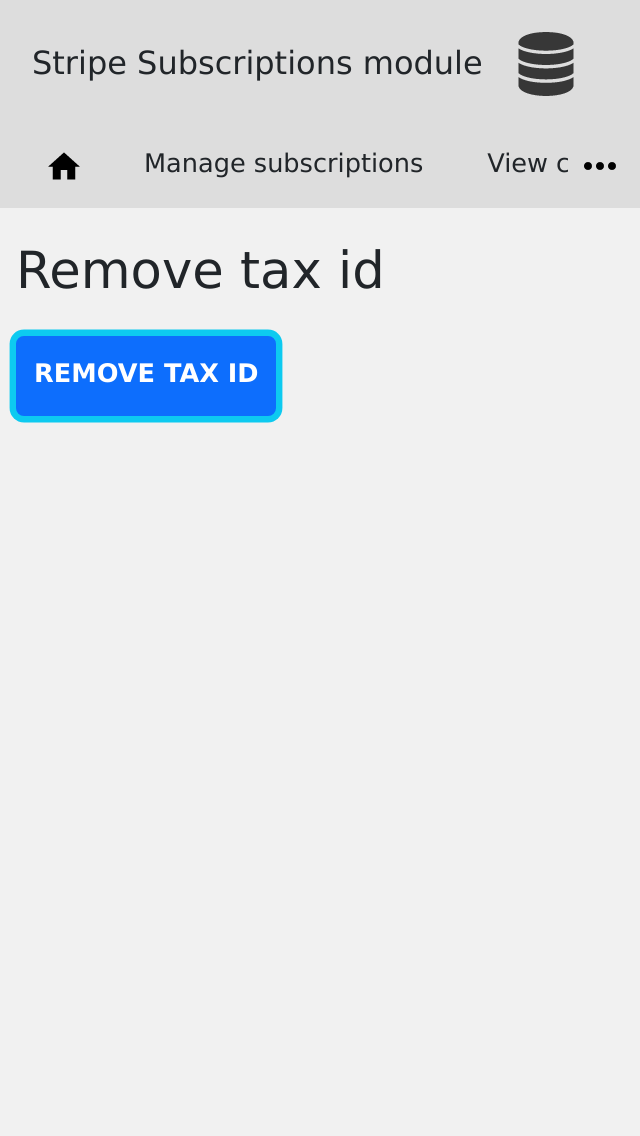 Stripe Subscriptions module
Manage subscriptions View c
Remove tax id
REMOVE TAX ID